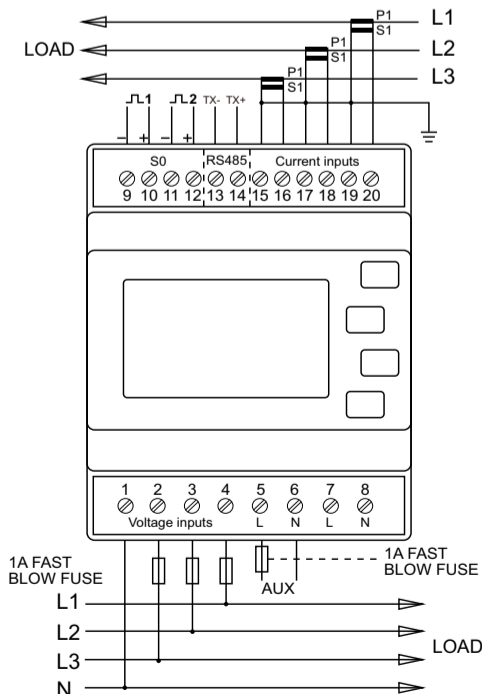 P1 L1
S1
LOAD P1 L2
S1
P1 L3
S1
1 2 TX- TX+
- + - +
S0 RS485 Current inputs
9 10 11 12 13 14 15 16 17 18 19 20
1 2 3 4 5 6 7 8
Voltage inputs L N L N
1A FAST
BLOW FUSE
AUX
1A FAST
BLOW FUSE
L1
L2
LOAD
L3
N